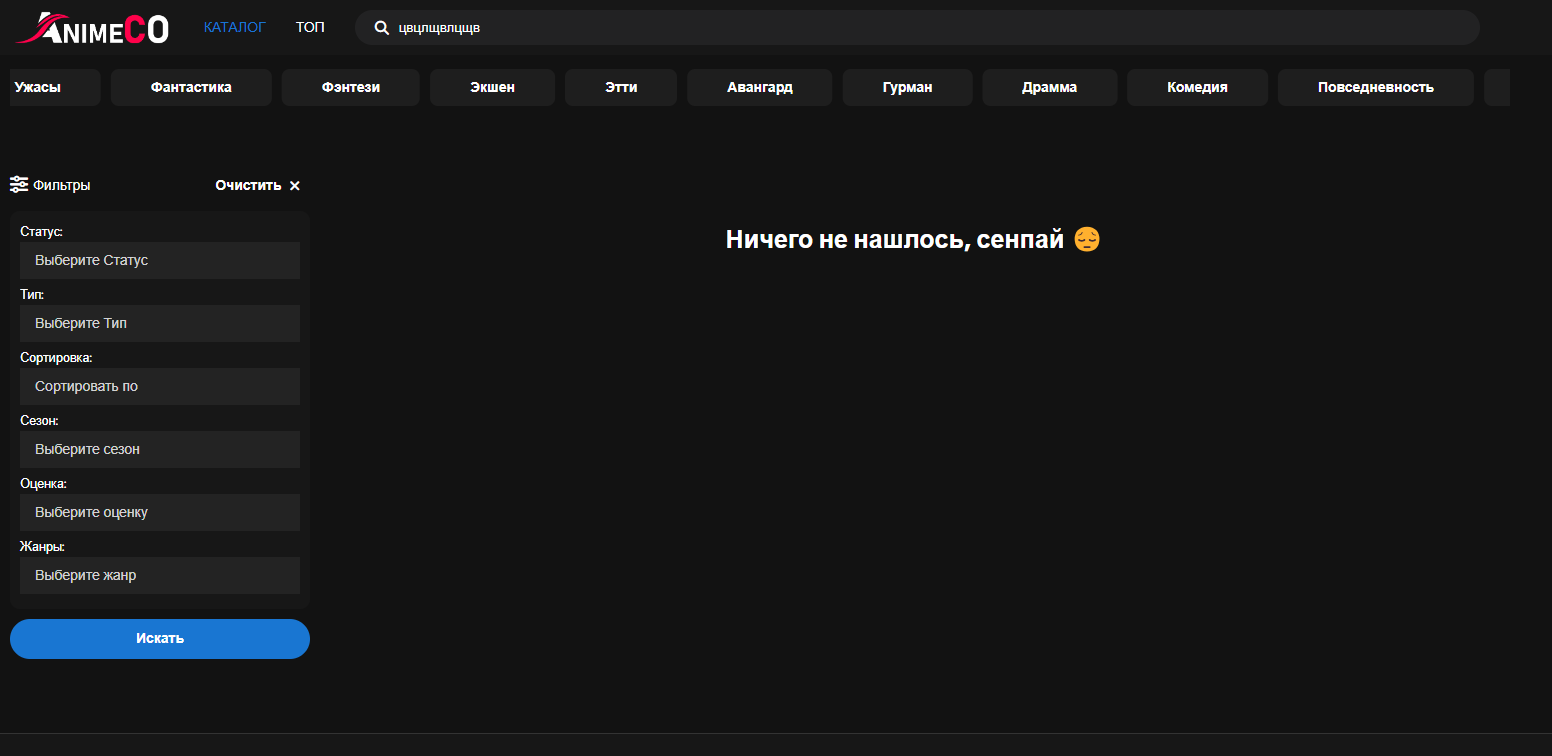 ANIMECO КАТАЛОГ ТОП цвцлщвлцщв
Ужасы Фантастика Фэнтези Экшен Этти Авангард Гурман Драмма Комедия Повседневность
Фильтры Очистить ✕
Статус:
Выберите Статус
Тип:
Выберите Тип
Сортировка:
Сортировать по
Сезон:
Выберите сезон
Оценка:
Выберите оценку
Жанры:
Выберите жанр
Искать
Ничего не нашлось, сенпай 😔